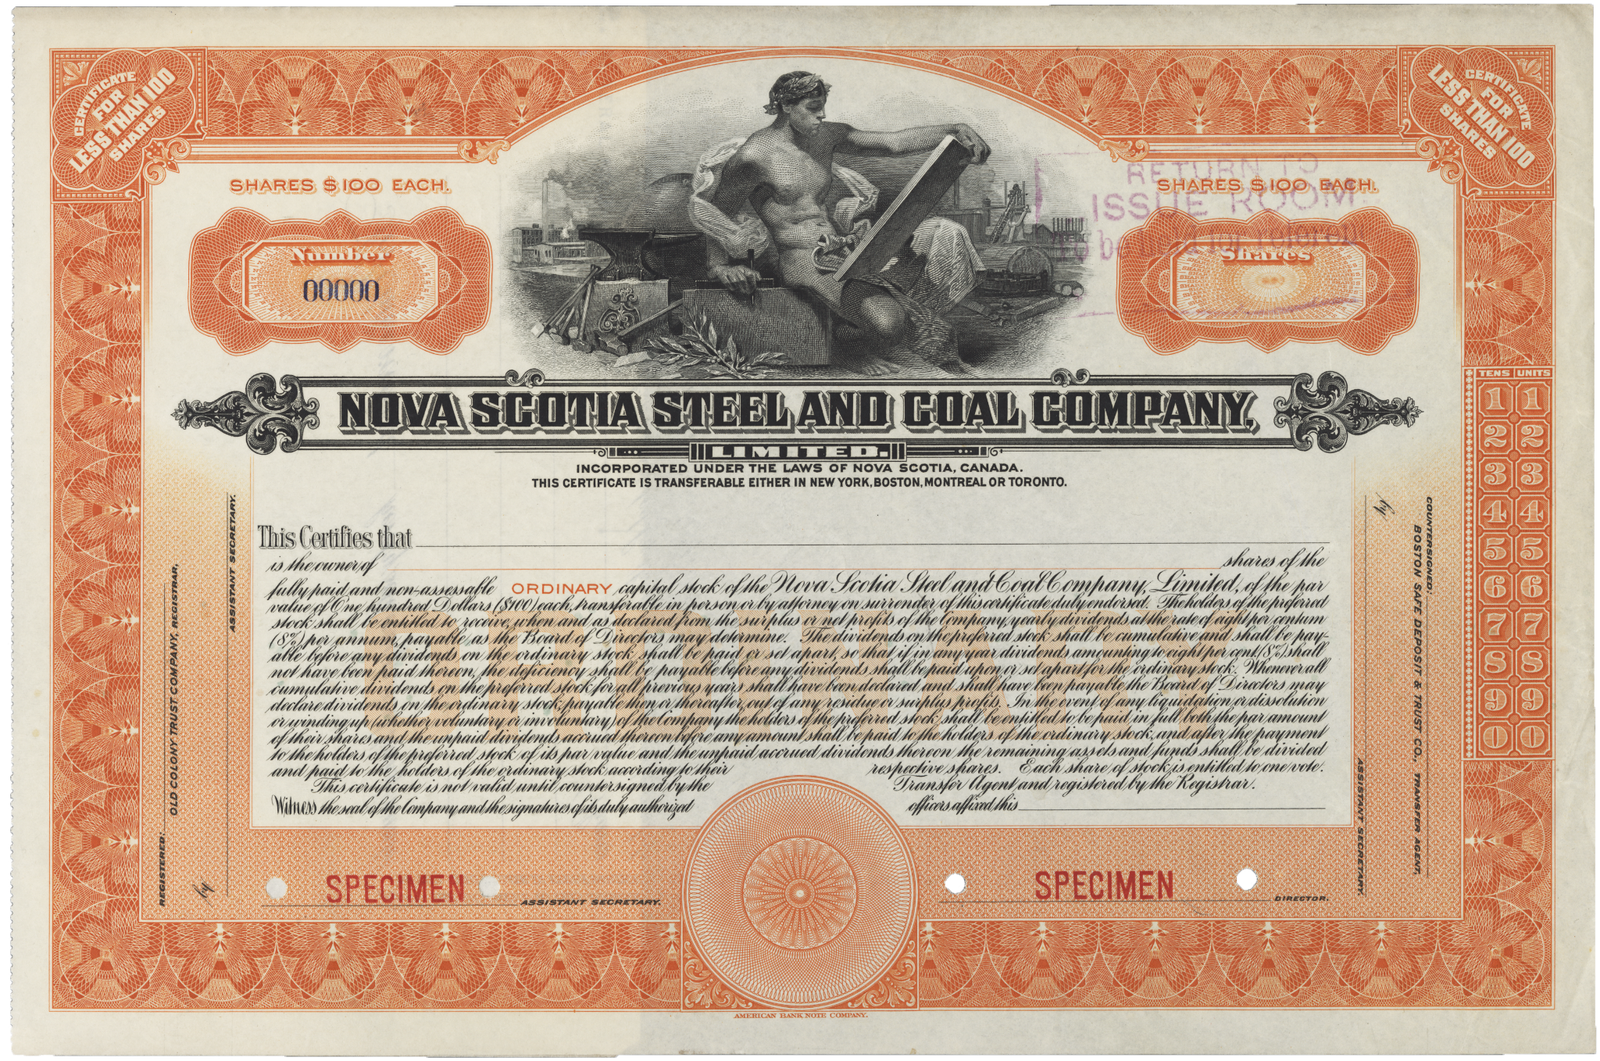 CERTIFICATE
FOR
LESS THAN 100
SHARES
CERTIFICATE
FOR
LESS THAN 100
SHARES
SHARES $100 EACH.
SHARES $100 EACH.
RETURN TO
ISSUE ROOM
Number
00000
Shares
NOVA SCOTIA STEEL AND COAL COMPANY,
LIMITED.
INCORPORATED UNDER THE LAWS OF NOVA SCOTIA, CANADA.
THIS CERTIFICATE IS TRANSFERABLE EITHER IN NEW YORK, BOSTON, MONTREAL OR TORONTO.
This Certifies that
is the owner of shares of the
fully paid and non-assessable ORDINARY capital stock of the Nova Scotia Steel and Coal Company, Limited, of the par
value of One hundred Dollars ($100) each, transferable in person or by attorney on surrender of this certificate duly endorsed. The holders of the preferred
stock shall be entitled to receive, when and as declared from the surplus or net profits of the Company, yearly dividends at the rate of eight per centum
(8%) per annum, payable as the Board of Directors may determine. The dividends on the preferred stock shall be cumulative and shall be pay-
able before any dividends on the ordinary stock shall be paid or set apart, so that if in any year dividends amounting to eight per cent (8%) shall
not have been paid thereon, the deficiency shall be payable before any dividends shall be paid upon or set apart for the ordinary stock. Whenever all
cumulative dividends on the preferred stock for all previous years shall have been declared and shall have been payable the Board of Directors may
declare dividends on the ordinary stock, payable then or thereafter, out of any residue or surplus profits. In the event of any liquidation or dissolution
or winding up (whether voluntary or involuntary) of the Company the holders of the preferred stock shall be entitled to be paid in full both the par amount
of their shares and the unpaid dividends accrued thereon before any amount shall be paid to the holders of the ordinary stock, and after the payment
to the holders of the preferred stock of its par value and the unpaid accrued dividends thereon the remaining assets and funds shall be divided
and paid to the holders of the ordinary stock according to their respective shares. Each share of stock is entitled to one vote.
This certificate is not valid until countersigned by the Transfer Agent and registered by the Registrar.
Witness the seal of the Company and the signatures of its duly authorized officers affixed this
SPECIMEN
ASSISTANT SECRETARY.
SPECIMEN
DIRECTOR.
REGISTERED:
OLD COLONY TRUST COMPANY, REGISTRAR,
by
ASSISTANT SECRETARY.
COUNTERSIGNED:
BOSTON SAFE DEPOSIT & TRUST CO., TRANSFER AGENT.
by
ASSISTANT SECRETARY.
TENS UNITS
1 1
2 2
3 3
4 4
5 5
6 6
7 7
8 8
9 9
0 0
AMERICAN BANK NOTE COMPANY.